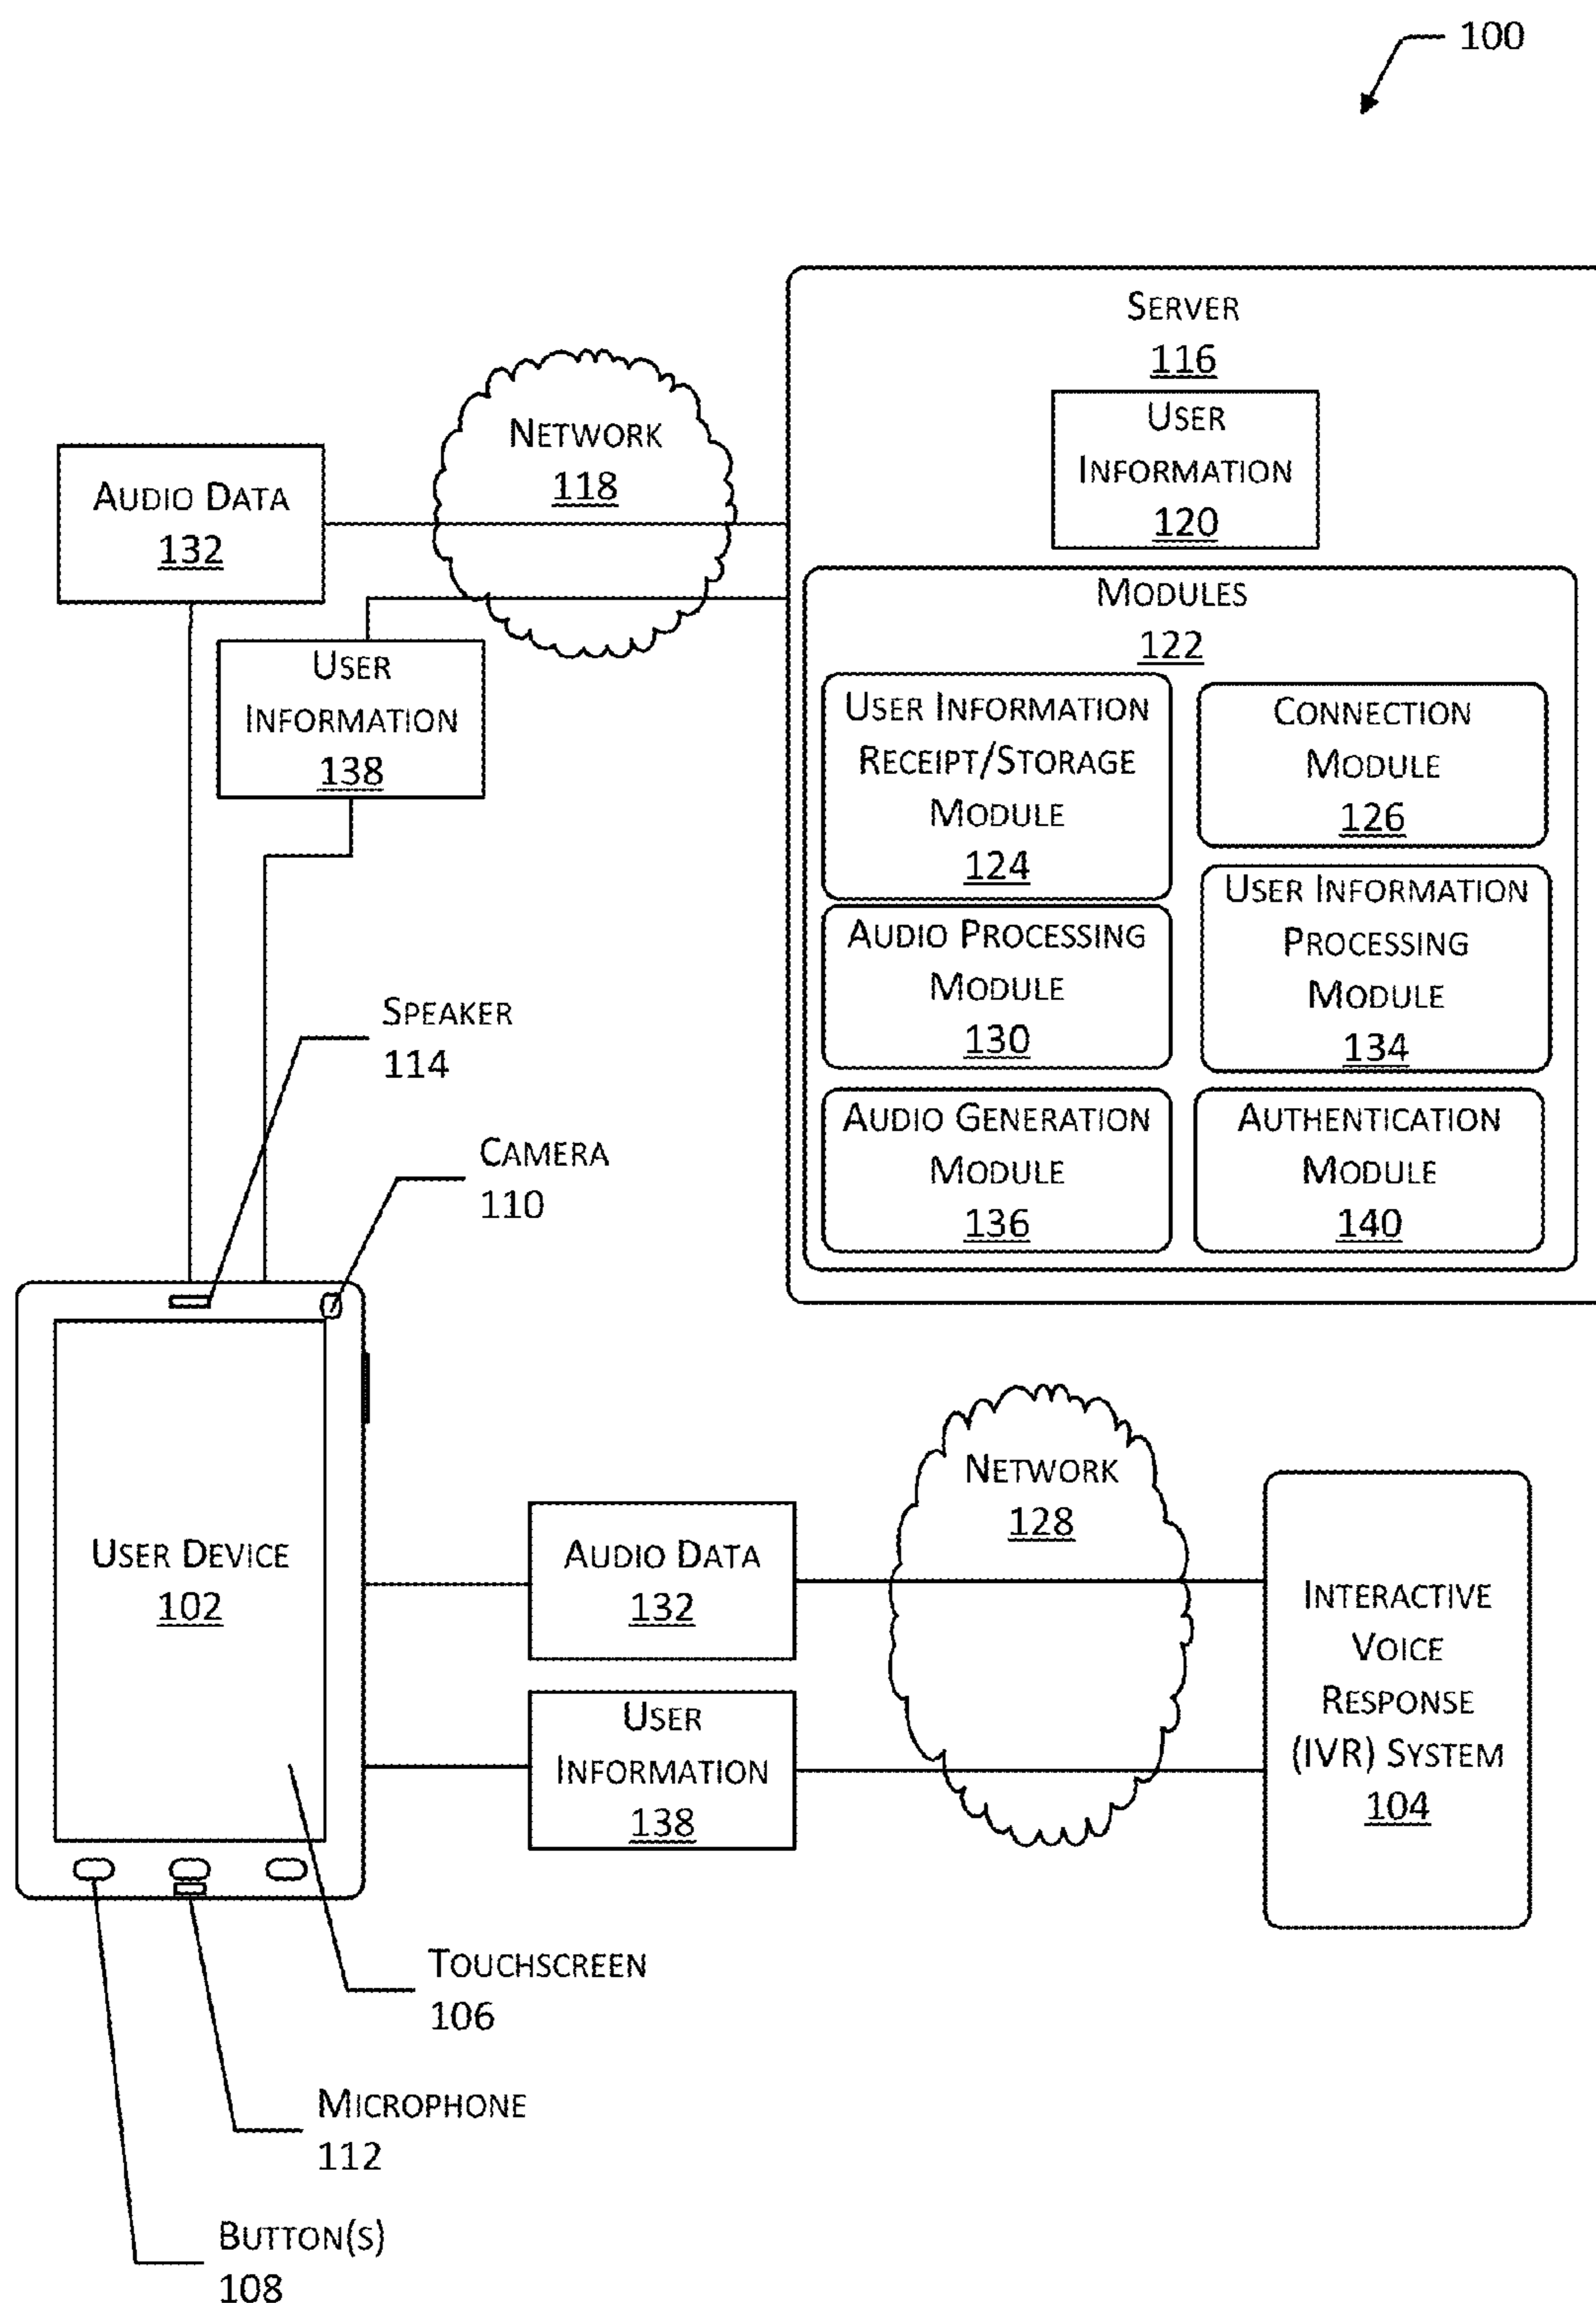 100
SERVER
116
USER
INFORMATION
120
NETWORK
118
AUDIO DATA
132
USER
INFORMATION
138
MODULES
122
USER INFORMATION
RECEIPT/STORAGE
MODULE
124
CONNECTION
MODULE
126
AUDIO PROCESSING
MODULE
130
USER INFORMATION
PROCESSING
MODULE
134
AUDIO GENERATION
MODULE
136
AUTHENTICATION
MODULE
140
SPEAKER
114
CAMERA
110
USER DEVICE
102
AUDIO DATA
132
USER
INFORMATION
138
NETWORK
128
INTERACTIVE
VOICE
RESPONSE
(IVR) SYSTEM
104
TOUCHSCREEN
106
MICROPHONE
112
BUTTON(S)
108